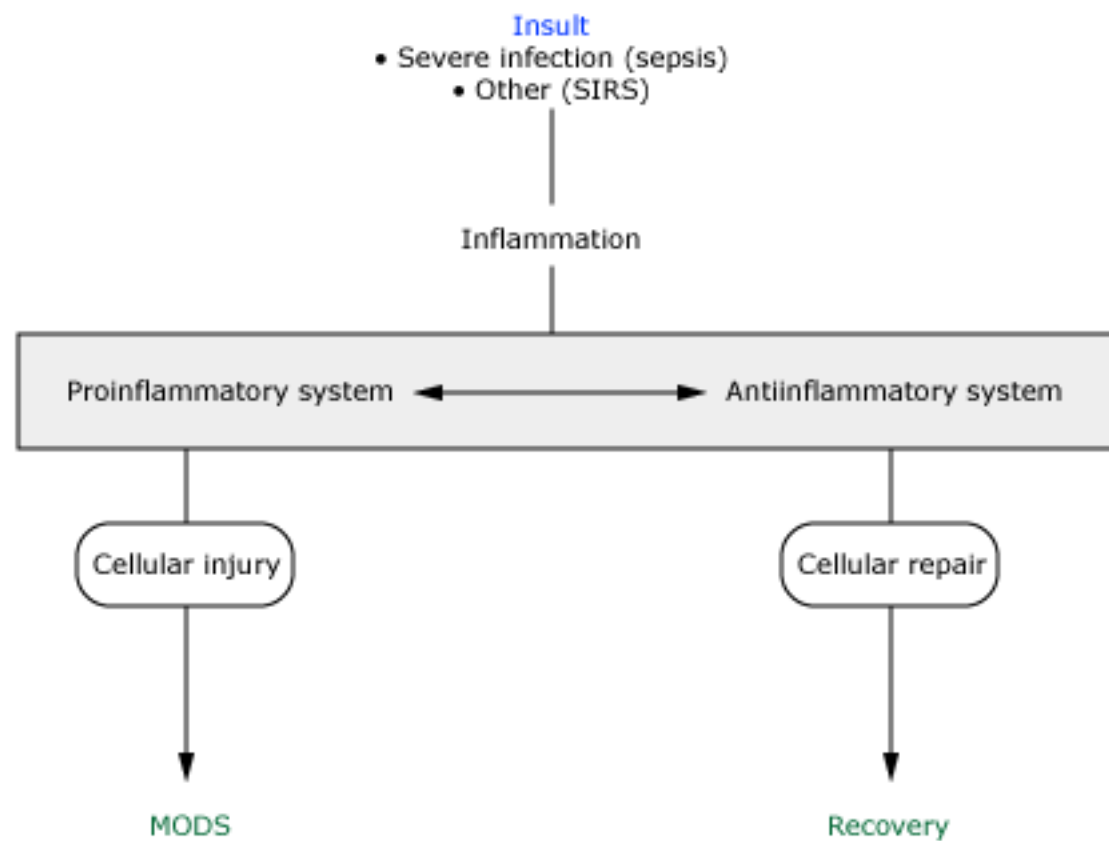 Insult
• Severe infection (sepsis)
• Other (SIRS)
Inflammation
Proinflammatory system
Antiinflammatory system
Cellular injury
Cellular repair
MODS
Recovery